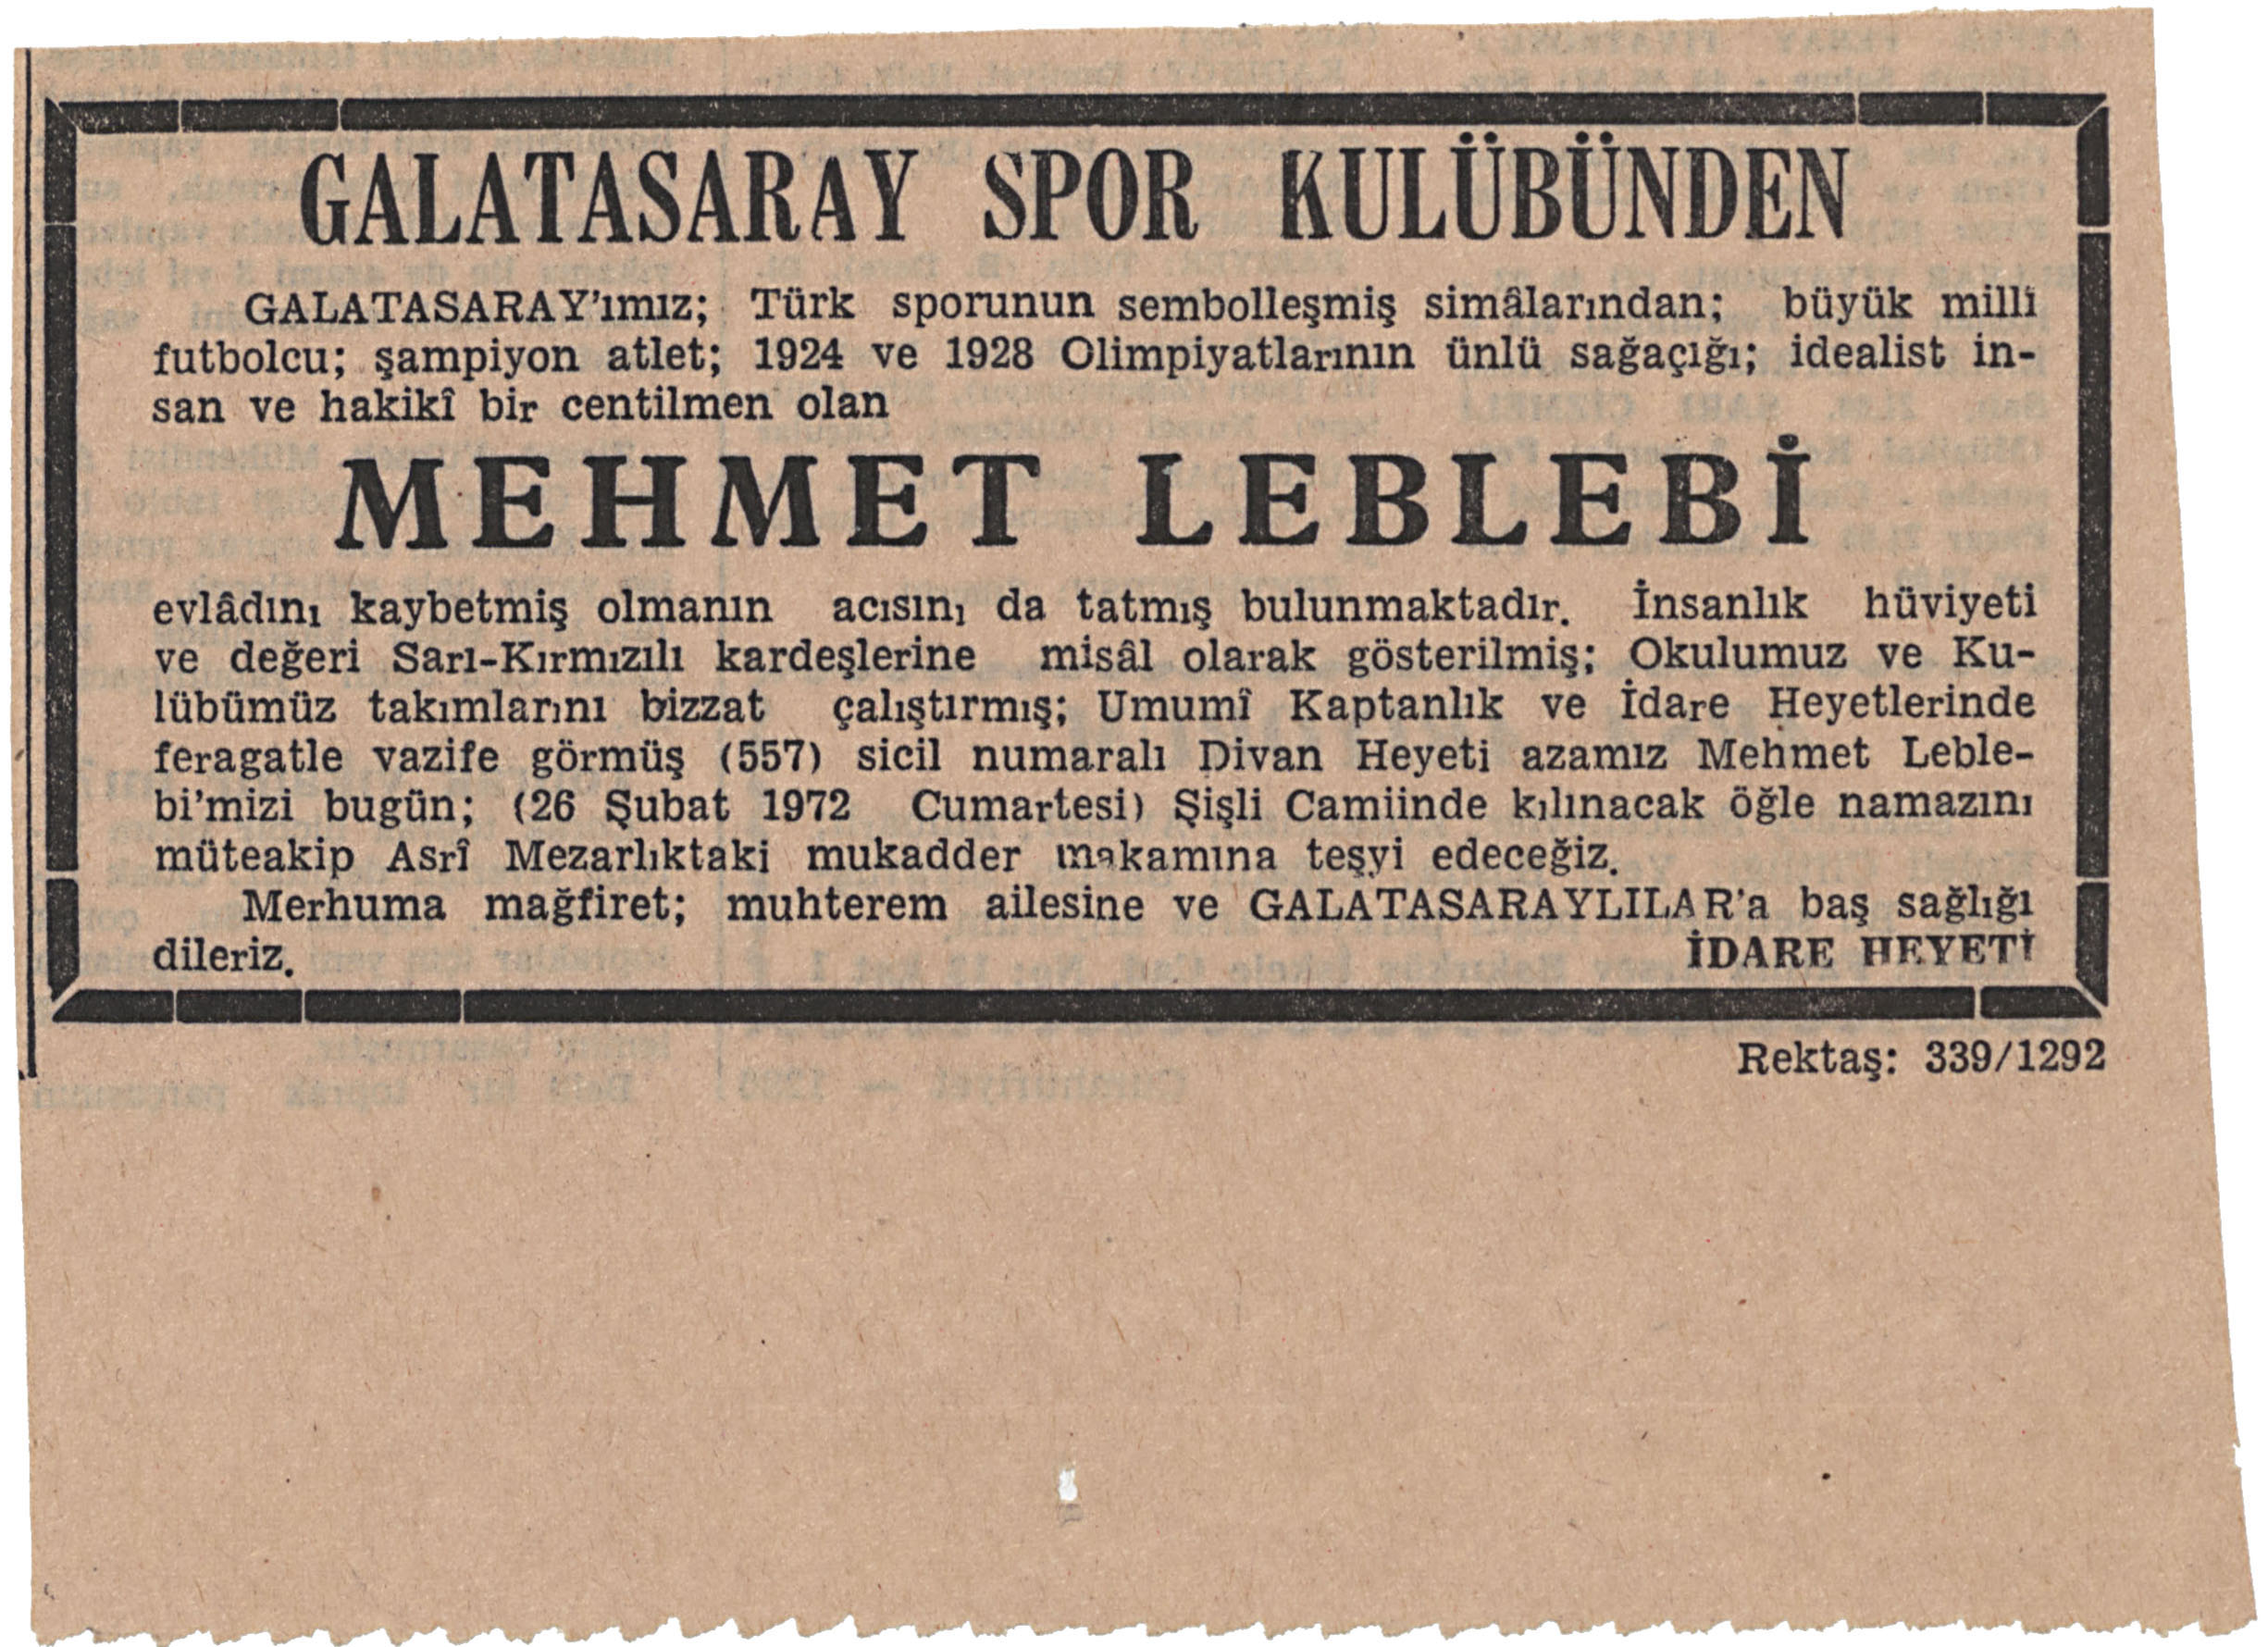 GALATASARAY SPOR KULÜBÜNDEN
GALATASARAY'ımız; Türk sporunun sembolleşmiş simâlarından; büyük millî
futbolcu; şampiyon atlet; 1924 ve 1928 Olimpiyatlarının ünlü sağaçığı; idealist in-
san ve hakikî bir centilmen olan
MEHMET LEBLEBİ
evlâdını kaybetmiş olmanın acısını da tatmış bulunmaktadır. İnsanlık hüviyeti
ve değeri Sarı-Kırmızılı kardeşlerine misâl olarak gösterilmiş; Okulumuz ve Ku-
lübümüz takımlarını bizzat çalıştırmış; Umumî Kaptanlık ve İdare Heyetlerinde
feragatle vazife görmüş (557) sicil numaralı Divan Heyeti azamız Mehmet Leble-
bi'mizi bugün; (26 Şubat 1972 Cumartesi) Şişli Camiinde kılınacak öğle namazını
müteakip Asrî Mezarlıktaki mukadder makamına teşyi edeceğiz.
Merhuma mağfiret; muhterem ailesine ve GALATASARAYLILAR'a baş sağlığı
dileriz. İDARE HEYETİ
Rektaş: 339/1292